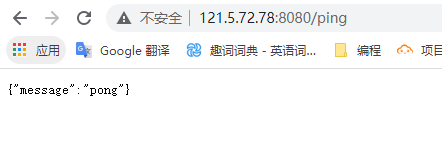 不安全 | 121.5.72.78:8080/ping
应用 Google 翻译 趣词词典 - 英语词... 编程 项目
{"message":"pong"}